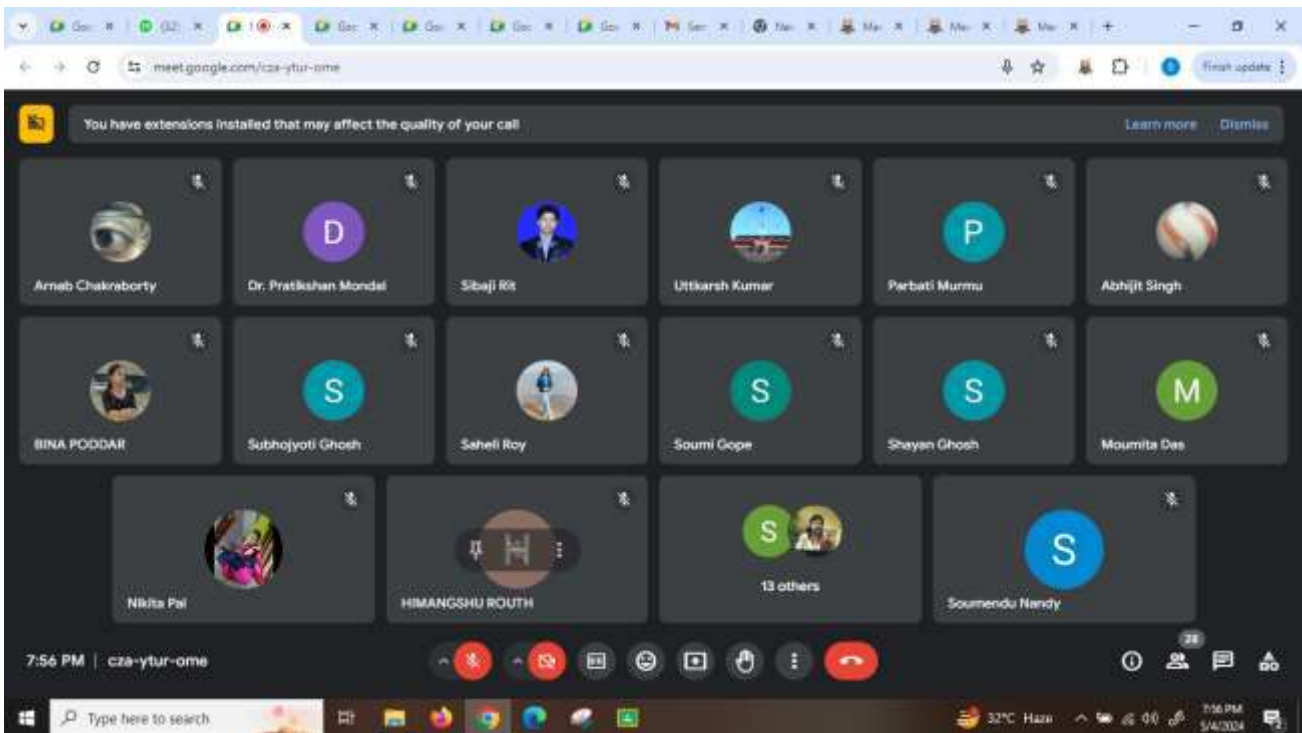 meet.google.com/cza-ytur-ome
Finish update
You have extensions installed that may affect the quality of your call
Learn more
Dismiss
Arnab Chakraborty
D
Dr. Pratikshan Mondal
Sibaji Rit
Uttkarsh Kumar
P
Parbati Murmu
Abhijit Singh
BINA PODDAR
S
Subhojyoti Ghosh
Saheli Roy
S
Soumi Gope
S
Shayan Ghosh
M
Moumita Das
Nikita Pal
H
HIMANGSHU ROUTH
S
13 others
S
Soumendu Nandy
7:56 PM | cza-ytur-ome
28
Type here to search
32°C Haze
7:56 PM
5/4/2024